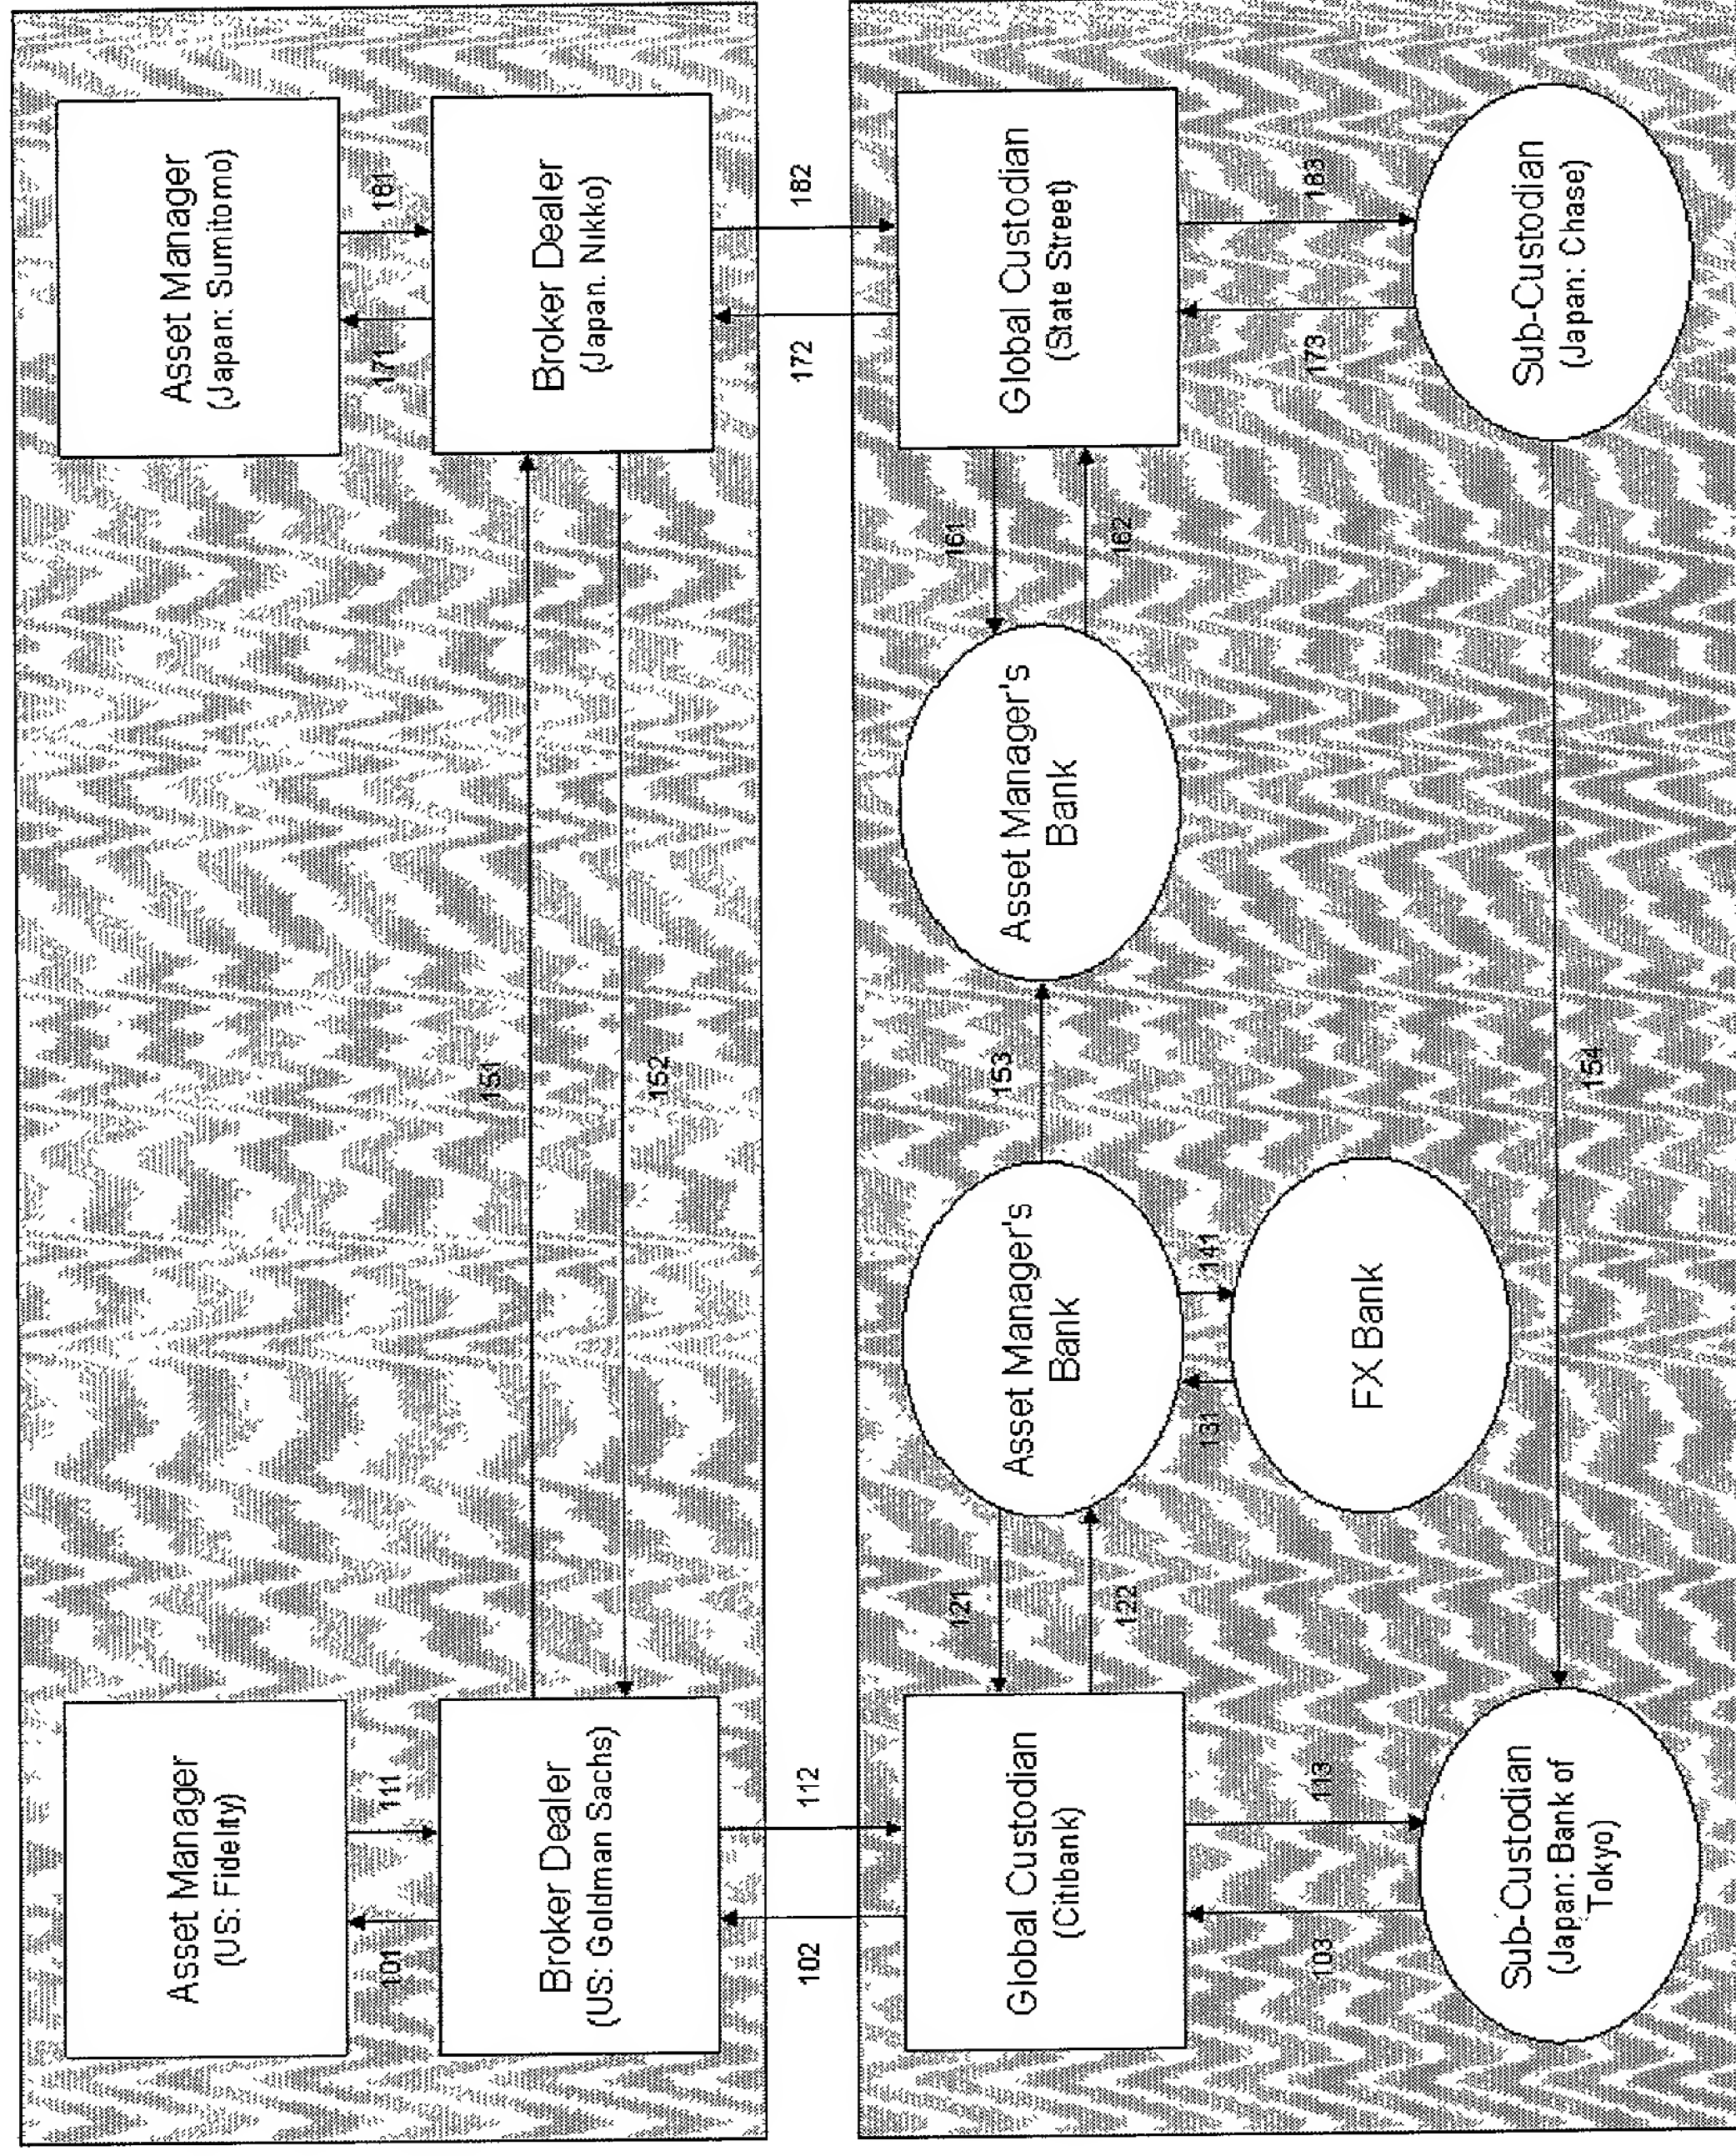 Asset Manager
(US: Fidelity)
Asset Manager
(Japan: Sumitomo)
101
111
171
181
151
Broker Dealer
(US: Goldman Sachs)
Broker Dealer
(Japan. Nikko)
152
102
112
172
182
121
161
Global Custodian
(Citibank)
Asset Manager's
Bank
153
Asset Manager's
Bank
Global Custodian
(State Street)
122
162
131
141
103
113
173
183
FX Bank
Sub-Custodian
(Japan: Bank of
Tokyo)
Sub-Custodian
(Japan: Chase)
154